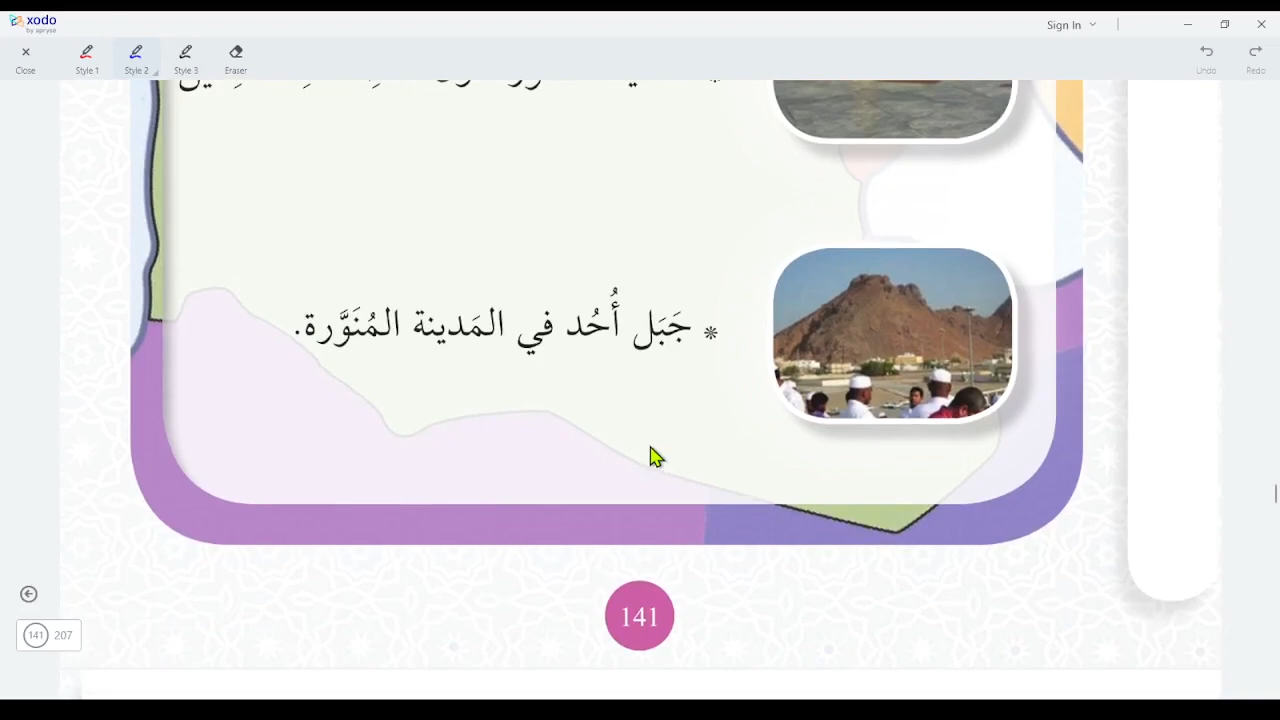 xodo
by apryse
Sign In
Close
Style 1
Style 2
Style 3
Eraser
Undo
Redo
* جَبَل أُحُد في المَدينة المُنَوَّرة.
141
141 207